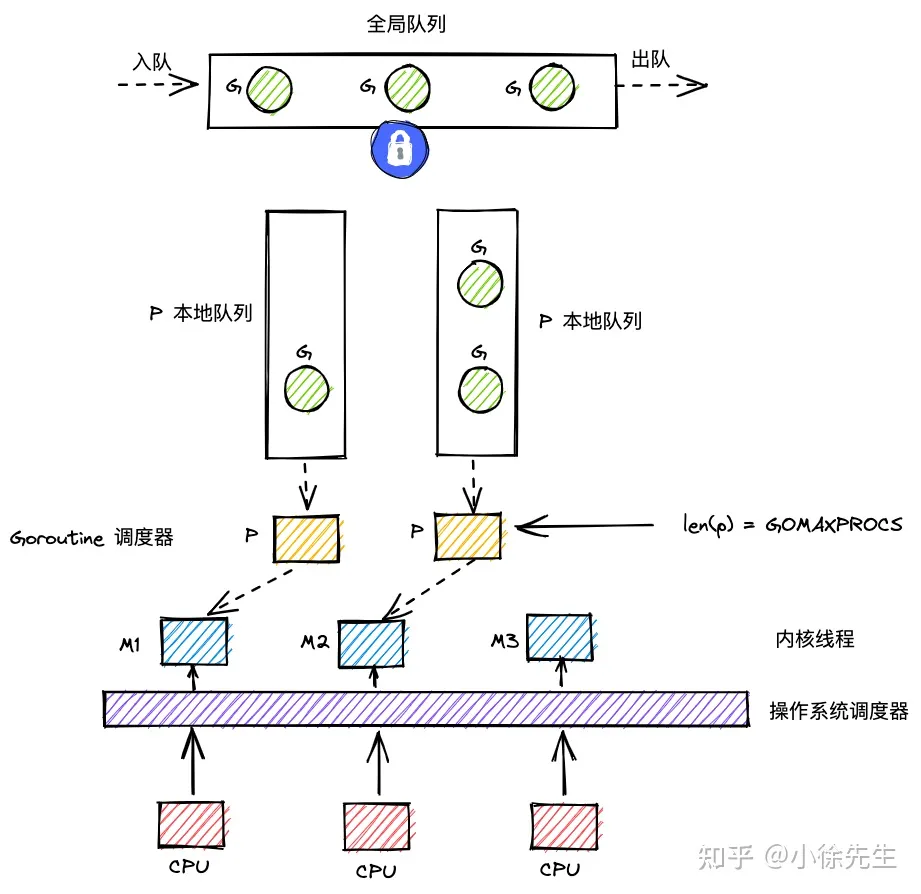 全局队列
入队
出队
G
G
G
G
P 本地队列
P 本地队列
G
G
Goroutine 调度器
P
P
len(p) = GOMAXPROCS
M1
M2
M3
内核线程
操作系统调度器
CPU
CPU
CPU
知乎 @小徐先生